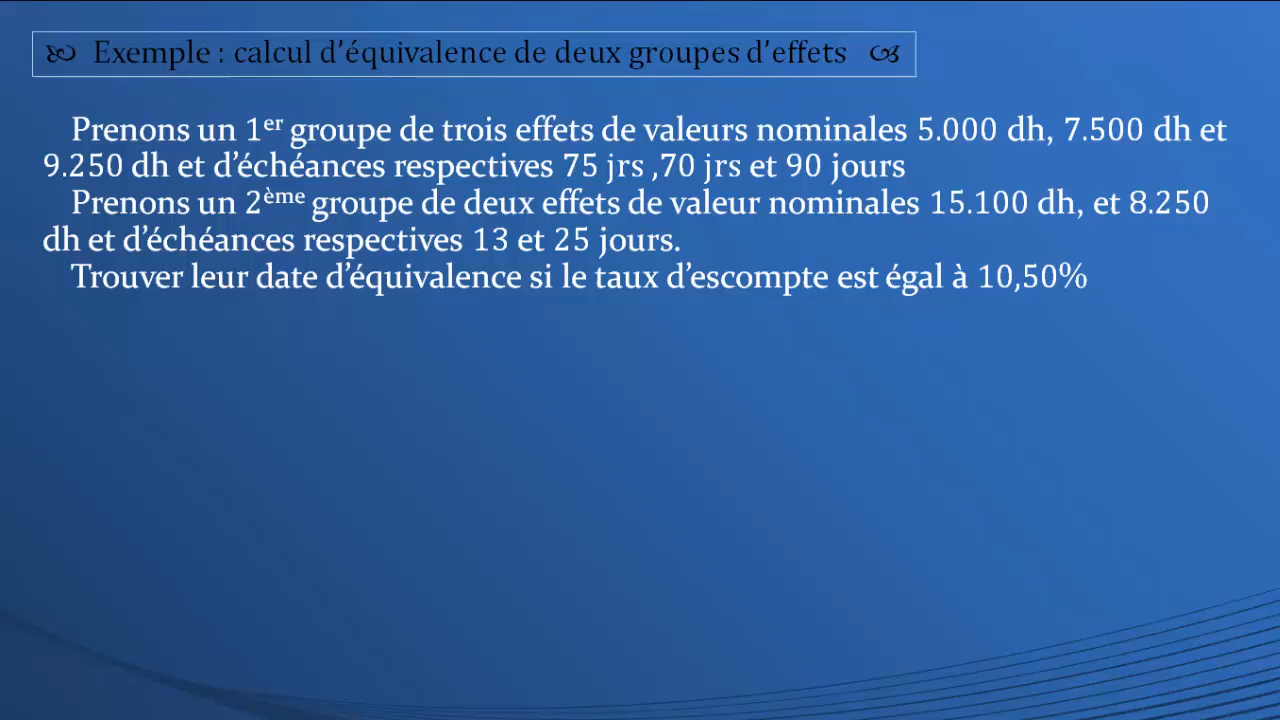 Exemple : calcul d'équivalence de deux groupes d'effets
Prenons un 1er groupe de trois effets de valeurs nominales 5.000 dh, 7.500 dh et
9.250 dh et d'échéances respectives 75 jrs ,70 jrs et 90 jours
Prenons un 2ème groupe de deux effets de valeur nominales 15.100 dh, et 8.250
dh et d'échéances respectives 13 et 25 jours.
Trouver leur date d'équivalence si le taux d'escompte est égal à 10,50%